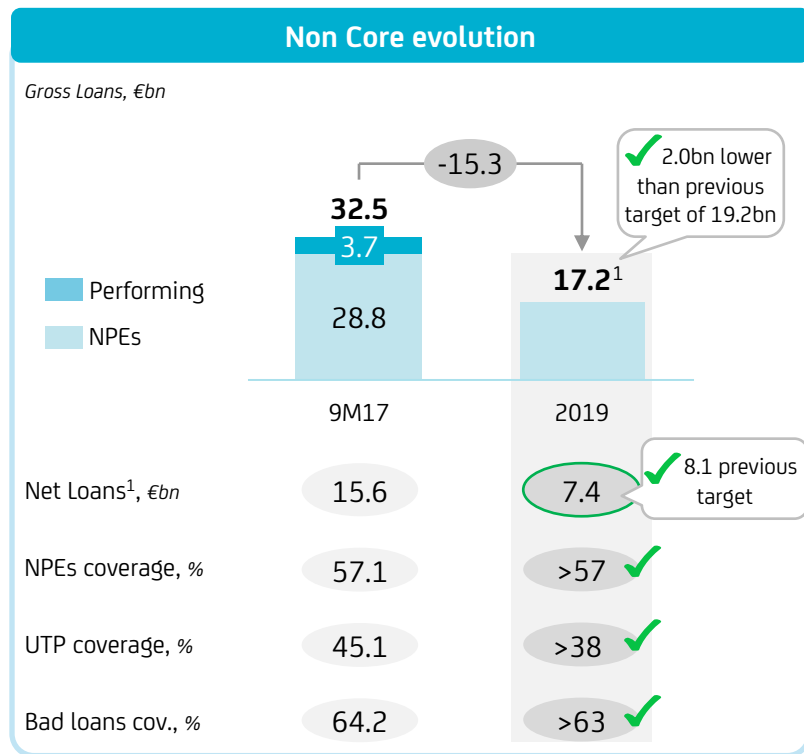 Non Core evolution
Gross Loans, €bn
-15.3
2.0bn lower
than previous
target of 19.2bn
32.5
3.7
17.2¹
Performing
NPEs
28.8
9M17 2019
Net Loans¹, €bn 15.6 7.4
8.1 previous
target
NPEs coverage, % 57.1 >57
UTP coverage, % 45.1 >38
Bad loans cov., % 64.2 >63